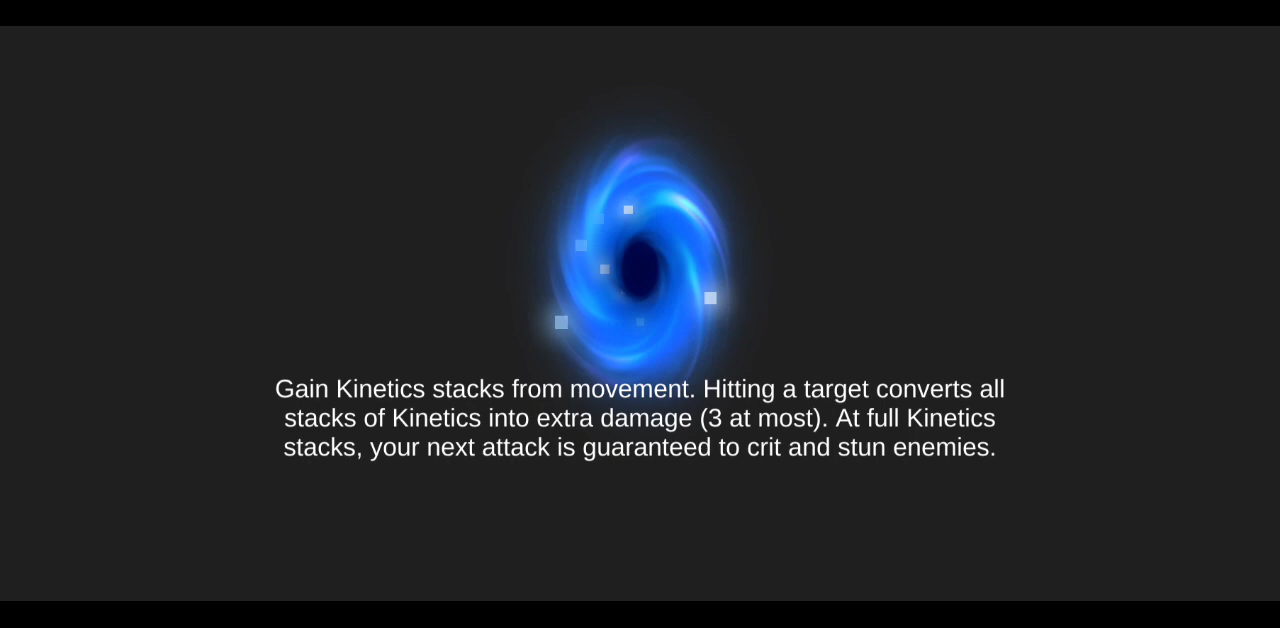 Gain Kinetics stacks from movement. Hitting a target converts all
stacks of Kinetics into extra damage (3 at most). At full Kinetics
stacks, your next attack is guaranteed to crit and stun enemies.